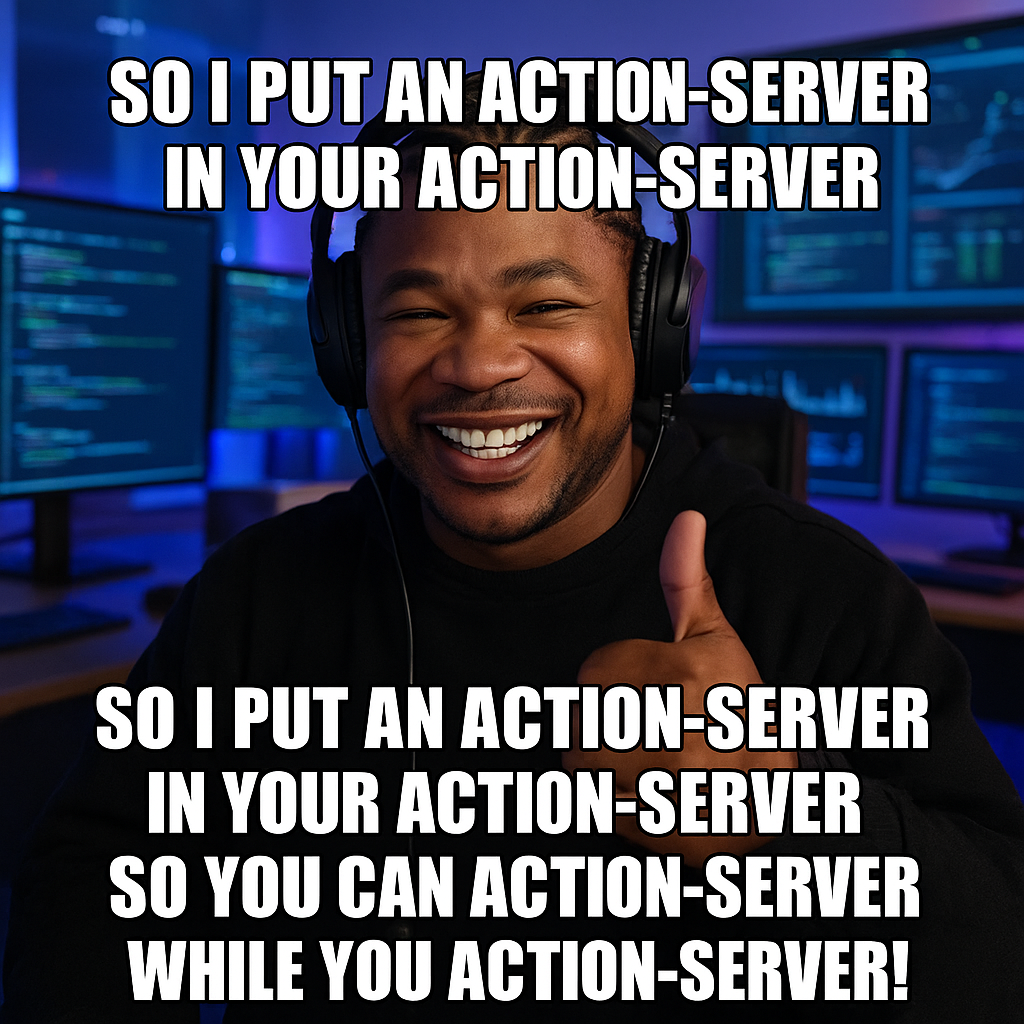 SO I PUT AN ACTION-SERVER
IN YOUR ACTION-SERVER
SO I PUT AN ACTION-SERVER
IN YOUR ACTION-SERVER
SO YOU CAN ACTION-SERVER
WHILE YOU ACTION-SERVER!